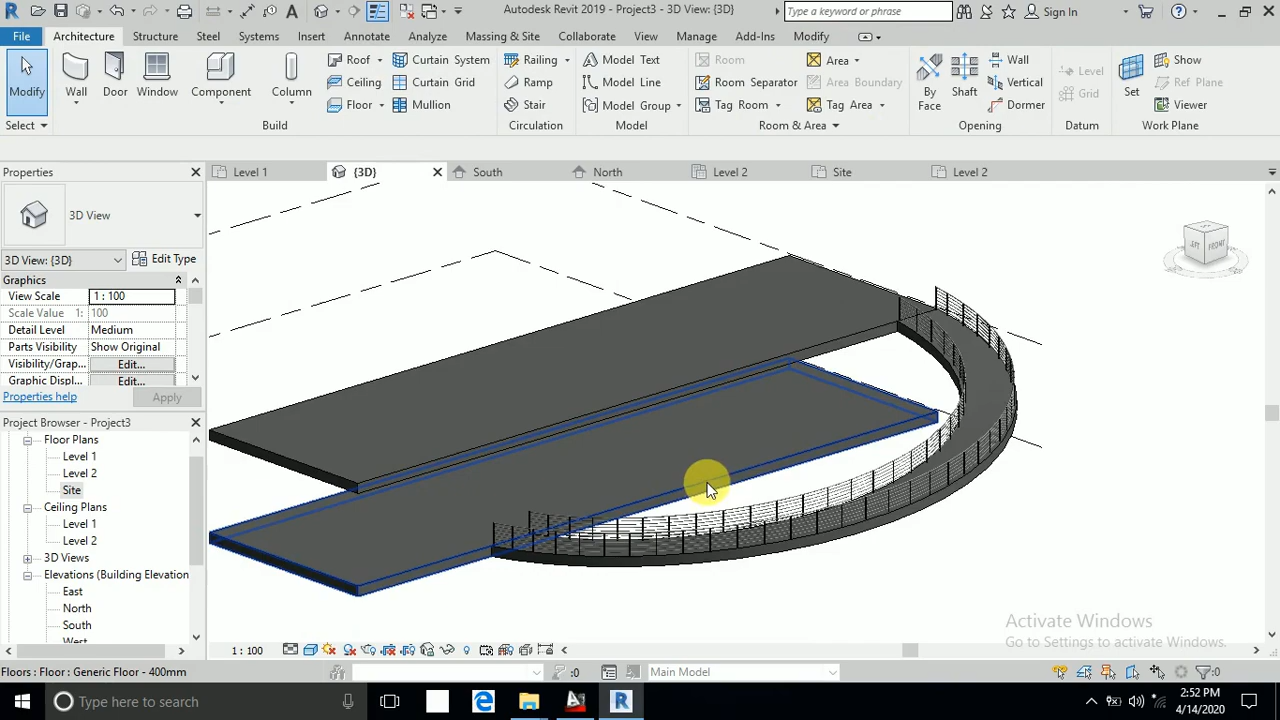 Autodesk Revit 2019 - Project3 - 3D View: {3D}
Type a keyword or phrase
Sign In
File Architecture Structure Steel Systems Insert Annotate Analyze Massing & Site Collaborate View Manage Add-Ins Modify
Modify
Wall
Door
Window
Component
Column
Roof
Ceiling
Floor
Curtain System
Curtain Grid
Mullion
Railing
Ramp
Stair
Model Text
Model Line
Model Group
Room
Room Separator
Tag Room
Area
Area Boundary
Tag Area
By
Face
Shaft
Wall
Vertical
Dormer
Level
Grid
Set
Show
Ref Plane
Viewer
Select Build Circulation Model Room & Area Opening Datum Work Plane
Properties
Level 1 {3D} South North Level 2 Site Level 2
3D View
3D View: {3D} Edit Type
Graphics
View Scale 1 : 100
Scale Value 1: 100
Detail Level Medium
Parts Visibility Show Original
Visibility/Grap... Edit...
Graphic Displ... Edit...
Properties help Apply
Project Browser - Project3
Floor Plans
Level 1
Level 2
Site
Ceiling Plans
Level 1
Level 2
3D Views
Elevations (Building Elevation
East
North
South
West
LEFT FRONT
Activate Windows
Go to Settings to activate Windows.
1 : 100
Floors : Floor : Generic Floor - 400mm
:0
Main Model
:0
Type here to search
2:52 PM
4/14/2020